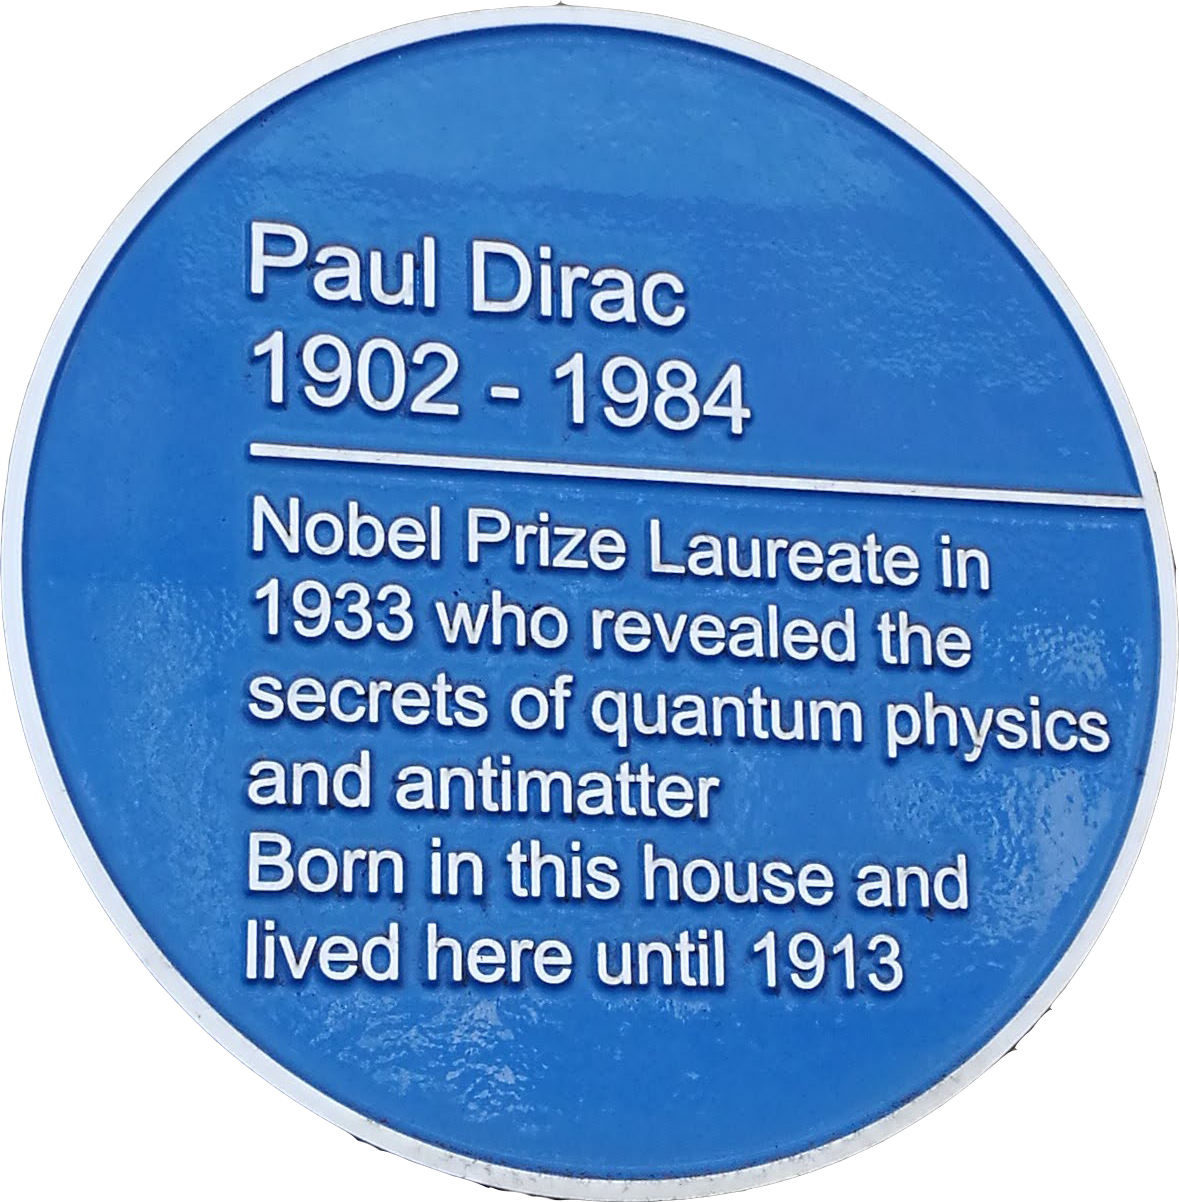 Paul Dirac
1902 - 1984
Nobel Prize Laureate in
1933 who revealed the
secrets of quantum physics
and antimatter
Born in this house and
lived here until 1913